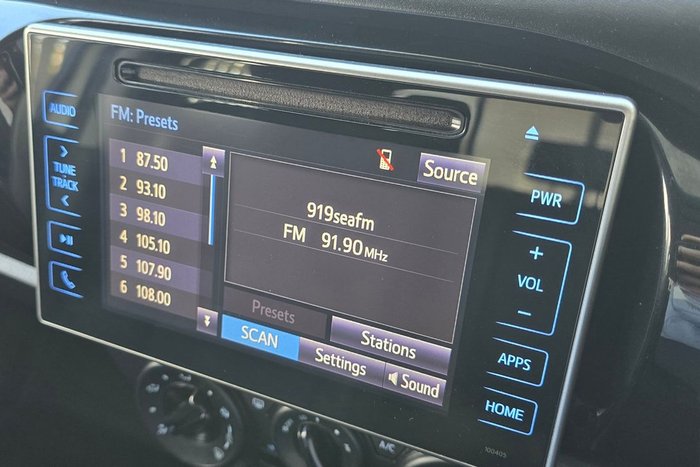 AUDIO
TUNE
TRACK
FM: Presets
1 87.50
2 93.10
3 98.10
4 105.10
5 107.90
6 108.00
Source
919seafm
FM 91.90 MHz
Presets
Stations
SCAN
Settings
Sound
PWR
+
VOL
−
APPS
HOME
100405
A/C